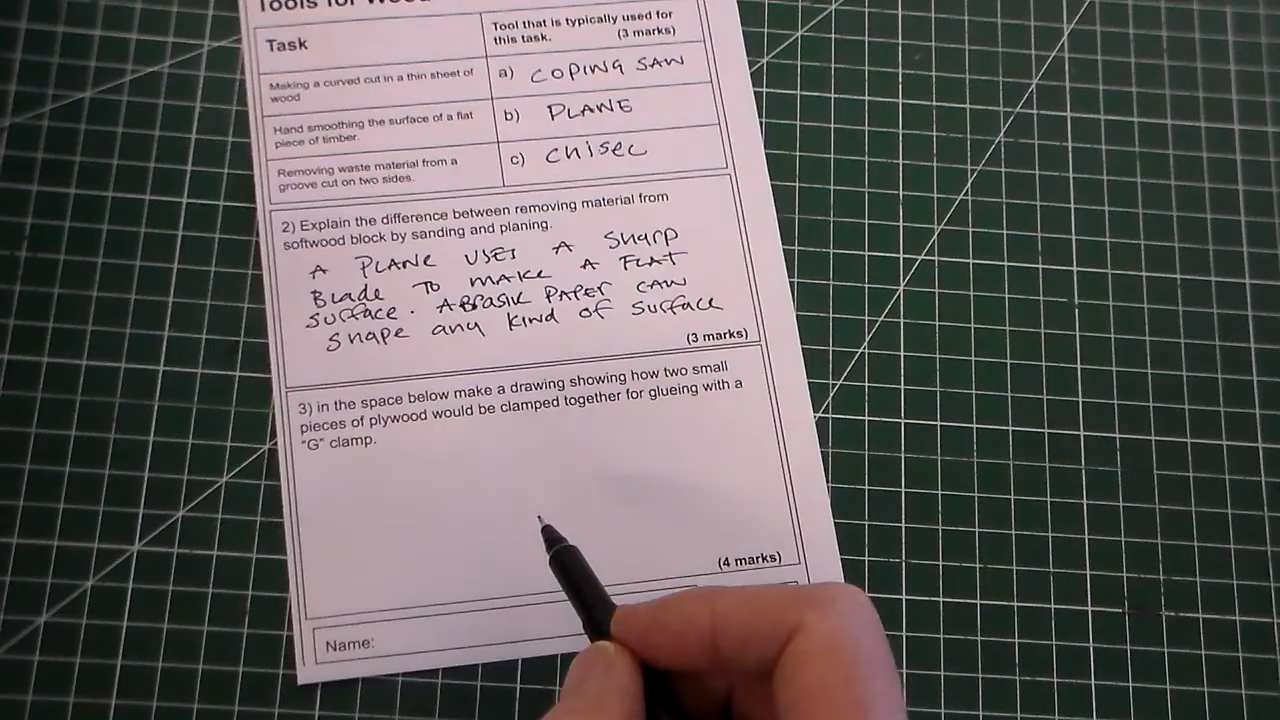 Tools for Wood
Task
Tool that is typically used for
this task. (3 marks)
Making a curved cut in a thin sheet of
wood
a) COPING SAW
Hand smoothing the surface of a flat
piece of timber.
b) PLANE
Removing waste material from a
groove cut on two sides.
c) CHISEL
2) Explain the difference between removing material from
softwood block by sanding and planing.
A PLANE USES A SHARP
BLADE TO MAKE A FLAT
SURFACE. ABRASIVE PAPER CAN
SHAPE any KIND OF SURFACE
(3 marks)
3) in the space below make a drawing showing how two small
pieces of plywood would be clamped together for glueing with a
"G" clamp.
(4 marks)
Name: